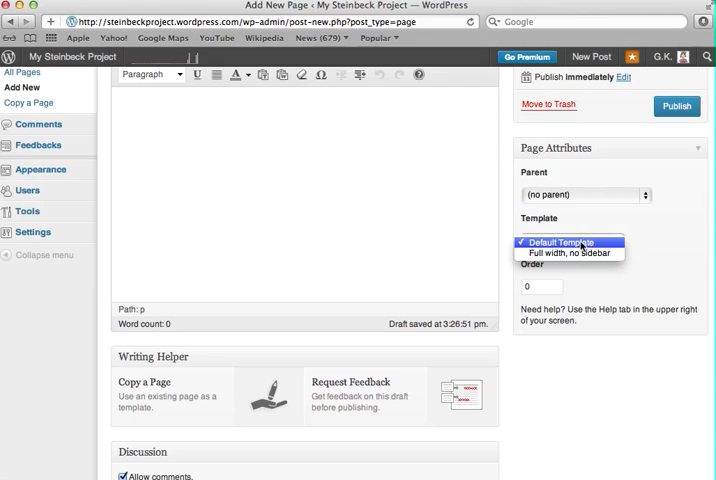 Add New Page ‹ My Steinbeck Project — WordPress
http://steinbeckproject.wordpress.com/wp-admin/post-new.php?post_type=page
Google
Apple Yahoo! Google Maps YouTube Wikipedia News (679) Popular
My Steinbeck Project
Go Premium New Post G.K.
All Pages
Add New
Copy a Page
Comments
Feedbacks
Appearance
Users
Tools
Settings
Collapse menu
Paragraph
Path: p
Word count: 0 Draft saved at 3:26:51 pm.
Writing Helper
Copy a Page
Use an existing page as a
template.
Request Feedback
Get feedback on this draft
before publishing.
Discussion
Allow comments.
Publish immediately Edit
Move to Trash Publish
Page Attributes
Parent
(no parent)
Template
Default Template
Full width, no sidebar
Order
0
Need help? Use the Help tab in the upper right
of your screen.